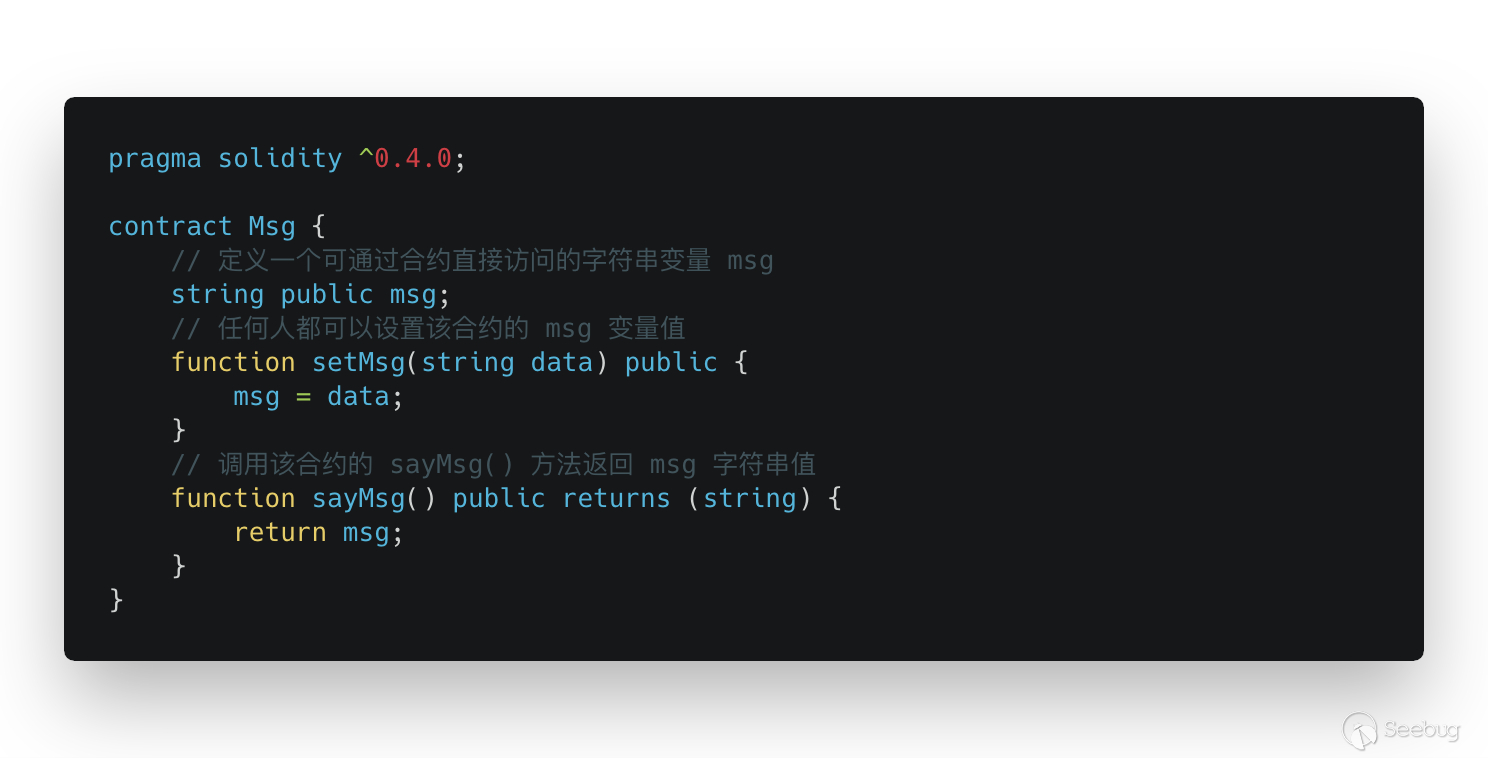 pragma solidity ^0.4.0;

contract Msg {
    // 定义一个可通过合约直接访问的字符串变量 msg
    string public msg;
    // 任何人都可以设置该合约的 msg 变量值
    function setMsg(string data) public {
        msg = data;
    }
    // 调用该合约的 sayMsg() 方法返回 msg 字符串值
    function sayMsg() public returns (string) {
        return msg;
    }
}
Seebug